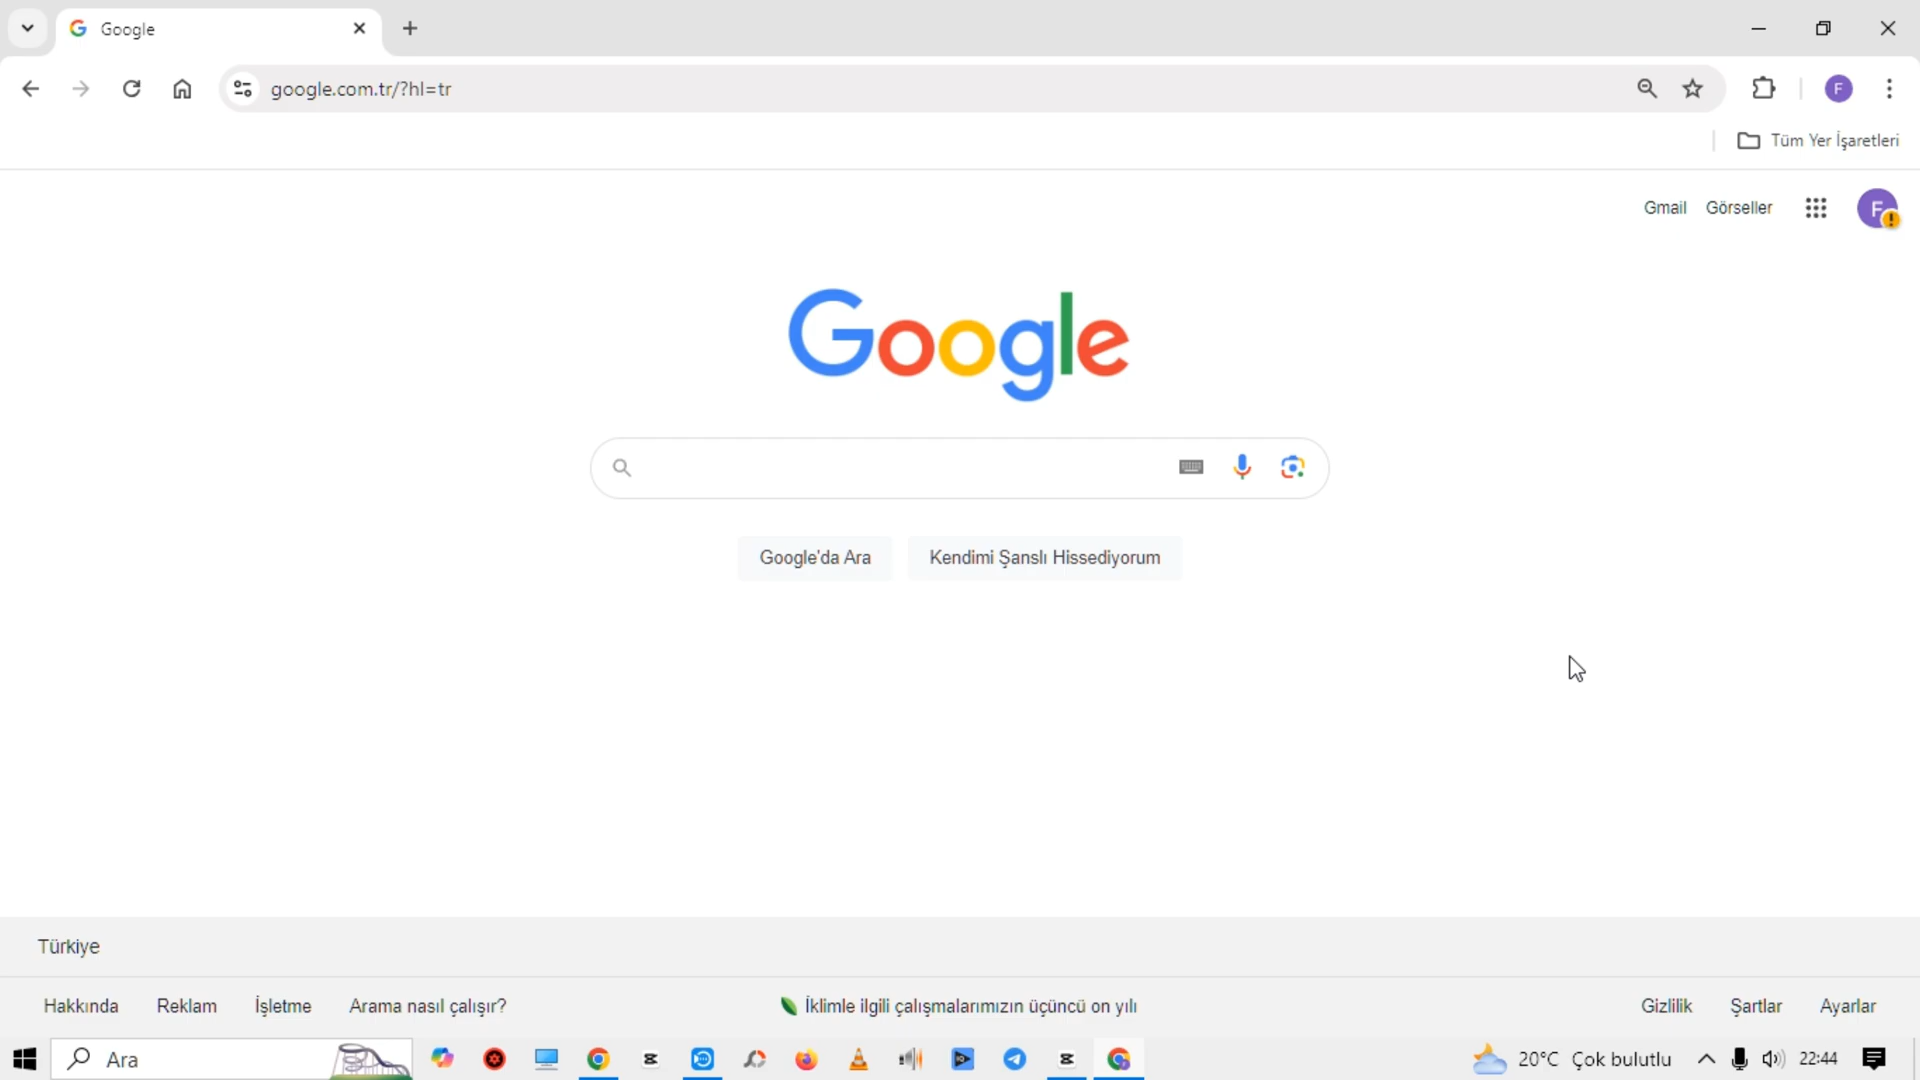 Google
google.com.tr/?hl=tr
F
Tüm Yer İşaretleri
Gmail Görseller
F
Google
Google'da Ara Kendimi Şanslı Hissediyorum
Türkiye
Hakkında Reklam İşletme Arama nasıl çalışır? İklimle ilgili çalışmalarımızın üçüncü on yılı Gizlilik Şartlar Ayarlar
Ara 20°C Çok bulutlu 22:44